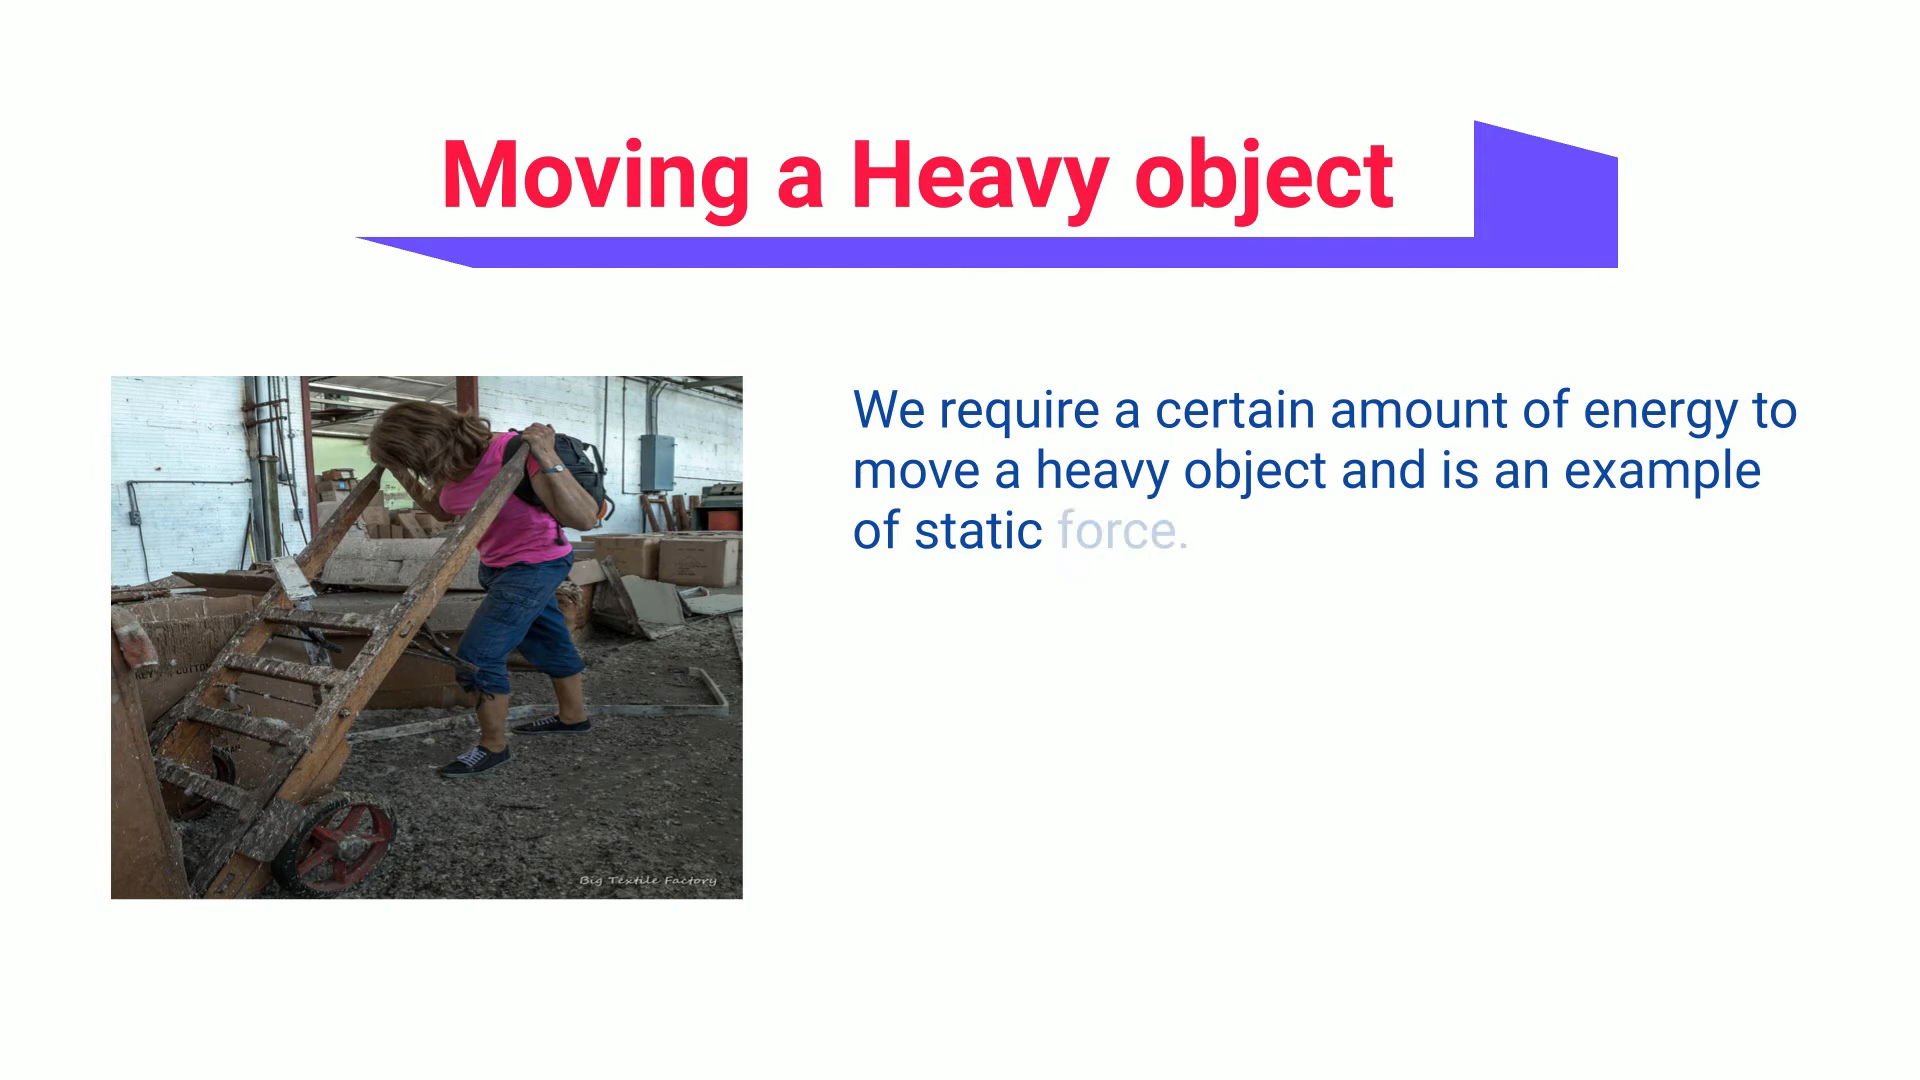 Moving a Heavy object
We require a certain amount of energy to
move a heavy object and is an example
of static force.
Big Textile Factory